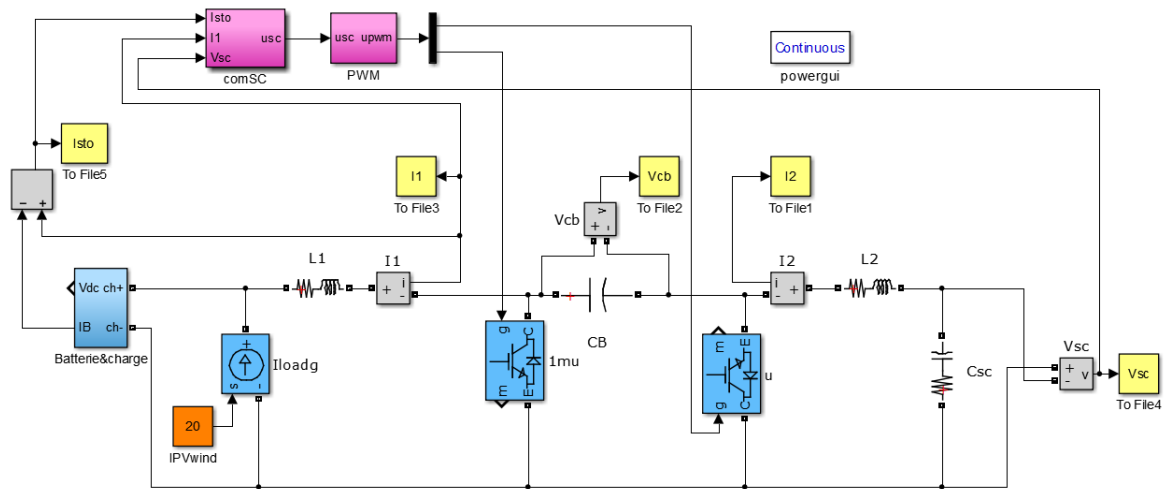 Isto
I1
Vsc
usc
comSC
usc upwm
PWM
Continuous
powergui
Isto
To File5
I1
To File3
Vcb
To File2
I2
To File1
Vcb
v
+ -
- +
L1
I1
+ i
-
I2
i
- +
L2
Vdc ch+
IB ch-
Batterie&charge
+
s -
Iloadg
20
IPVwind
g C
m E
1mu
CB
m E
g C
u
Csc
Vsc
+
-
v
Vsc
To File4